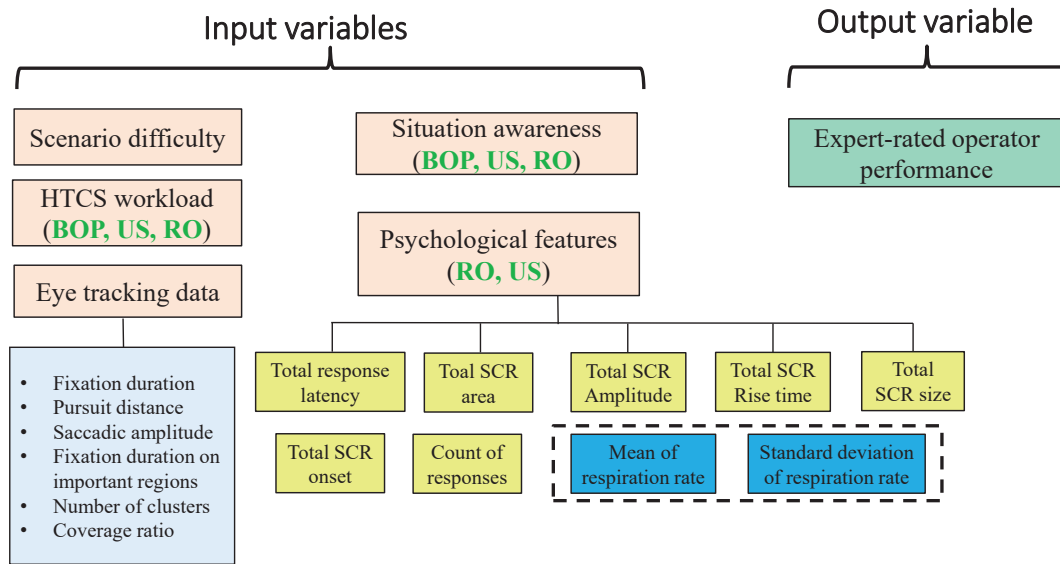 Input variables
Output variable
Scenario difficulty
HTCS workload
(BOP, US, RO)
Eye tracking data
• Fixation duration
• Pursuit distance
• Saccadic amplitude
• Fixation duration on
important regions
• Number of clusters
• Coverage ratio
Situation awareness
(BOP, US, RO)
Psychological features
(RO, US)
Total response
latency
Toal SCR
area
Total SCR
Amplitude
Total SCR
Rise time
Total
SCR size
Total SCR
onset
Count of
responses
Mean of
respiration rate
Standard deviation
of respiration rate
Expert-rated operator
performance